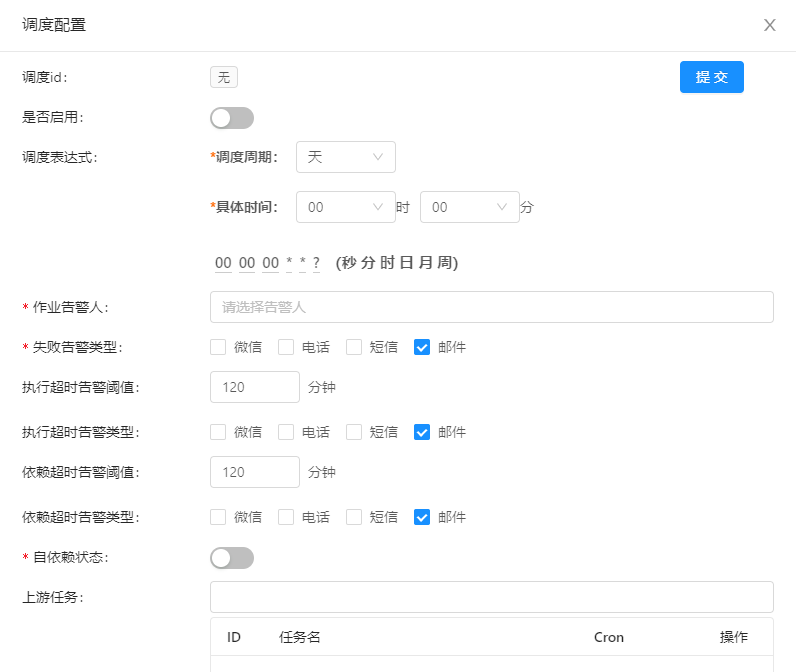 调度配置
调度id: 无 提 交
是否启用:
调度表达式: *调度周期: 天
*具体时间: 00 时 00 分
00 00 00 * * ? (秒 分 时 日 月 周)
* 作业告警人: 请选择告警人
* 失败告警类型: 微信 电话 短信 邮件
执行超时告警阈值: 120 分钟
执行超时告警类型: 微信 电话 短信 邮件
依赖超时告警阈值: 120 分钟
依赖超时告警类型: 微信 电话 短信 邮件
* 自依赖状态:
上游任务:
ID 任务名 Cron 操作